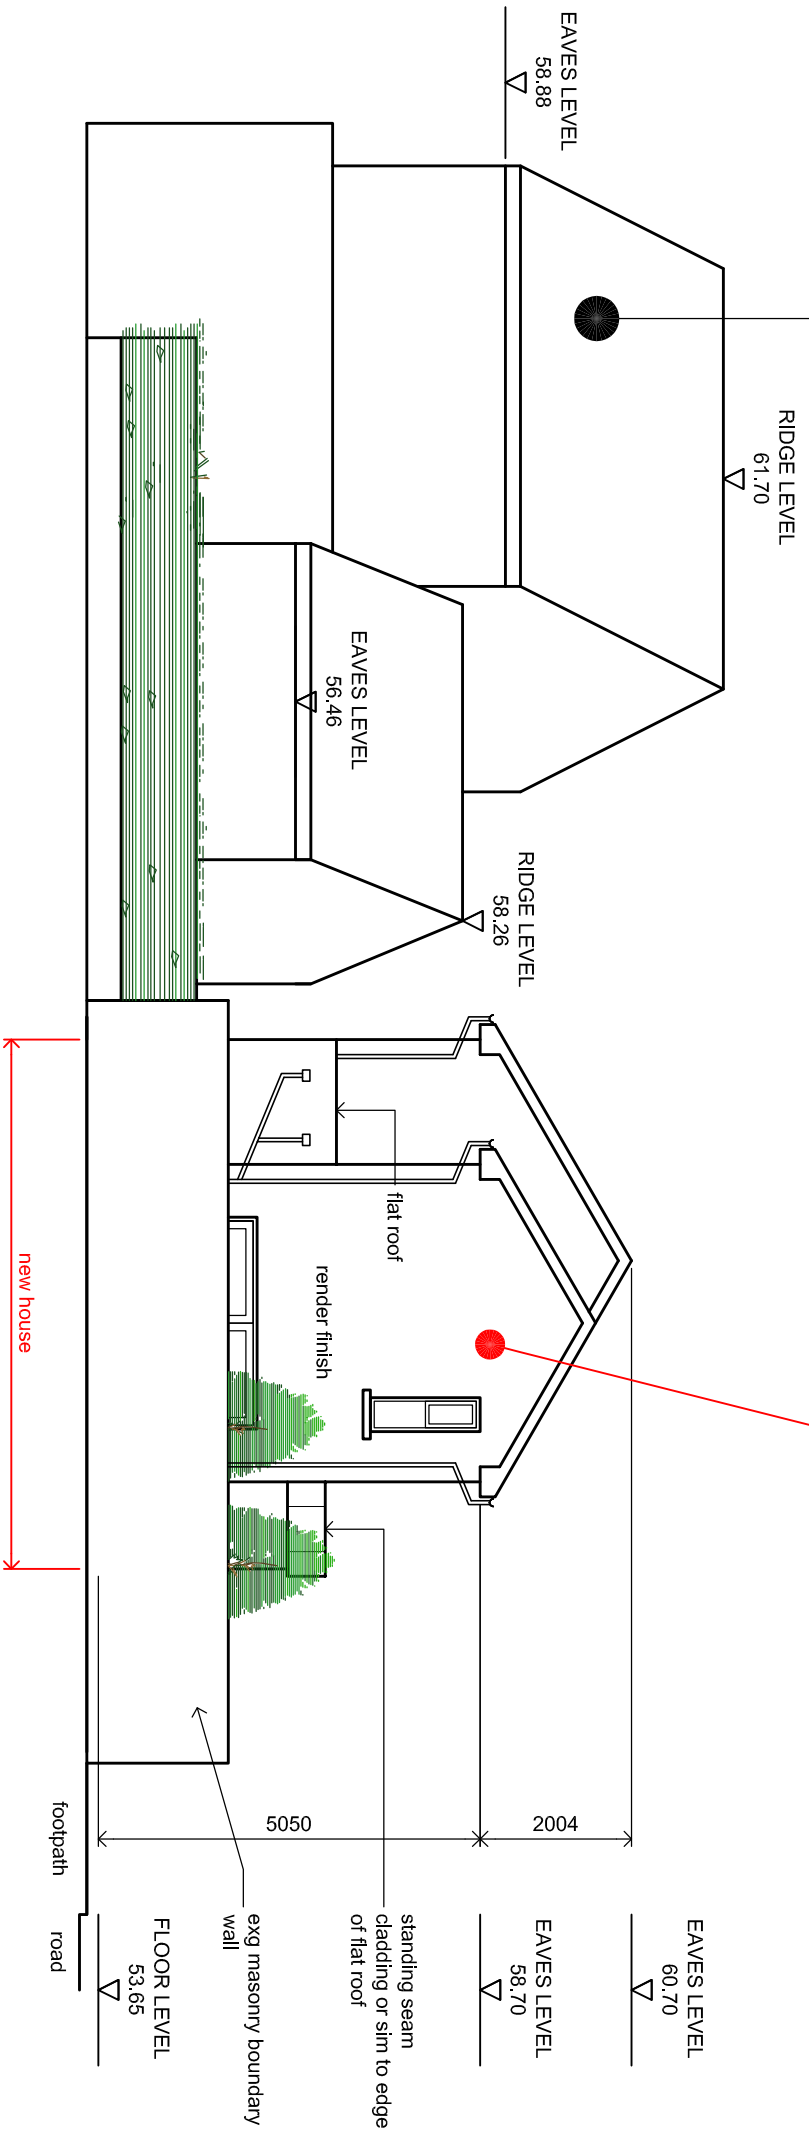 EAVES LEVEL
58.88
RIDGE LEVEL
61.70
EAVES LEVEL
56.46
RIDGE LEVEL
58.26
flat roof
render finish
new house
5050
2004
standing seam
cladding or sim to edge
of flat roof
exg masonry boundary
wall
footpath
road
EAVES LEVEL
60.70
EAVES LEVEL
58.70
FLOOR LEVEL
53.65